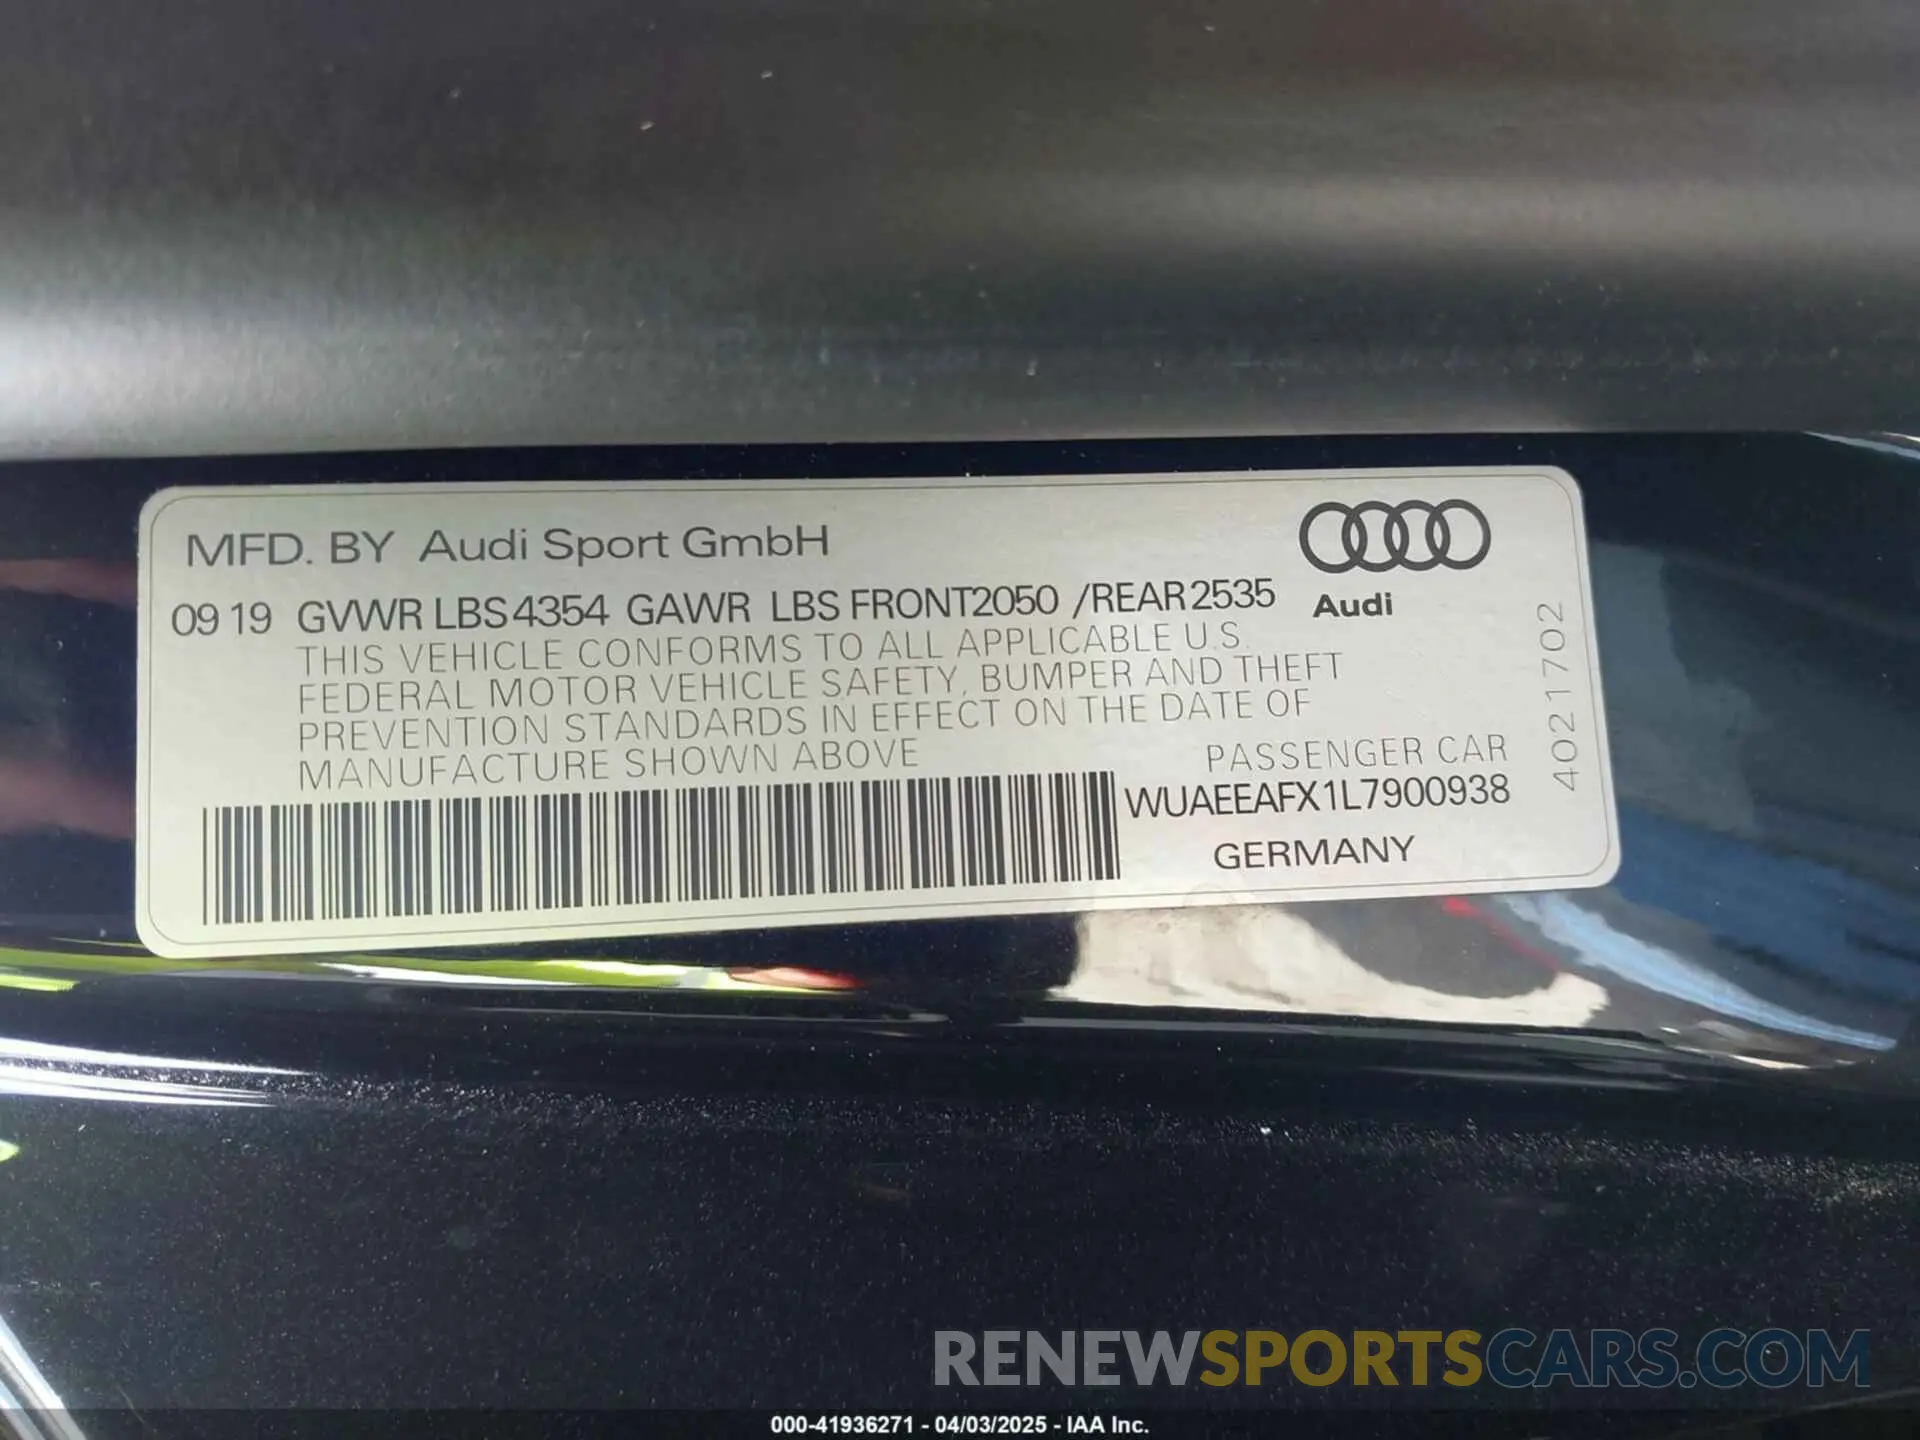 MFD. BY Audi Sport GmbH
09 19 GVWR LBS 4354 GAWR LBS FRONT2050 /REAR 2535
Audi
THIS VEHICLE CONFORMS TO ALL APPLICABLE U.S.
FEDERAL MOTOR VEHICLE SAFETY, BUMPER AND THEFT
PREVENTION STANDARDS IN EFFECT ON THE DATE OF
MANUFACTURE SHOWN ABOVE
PASSENGER CAR
WUAEEAFX1L7900938
GERMANY
4021702
RENEWSPORTSCARS.COM
000-41936271 - 04/03/2025 - IAA Inc.